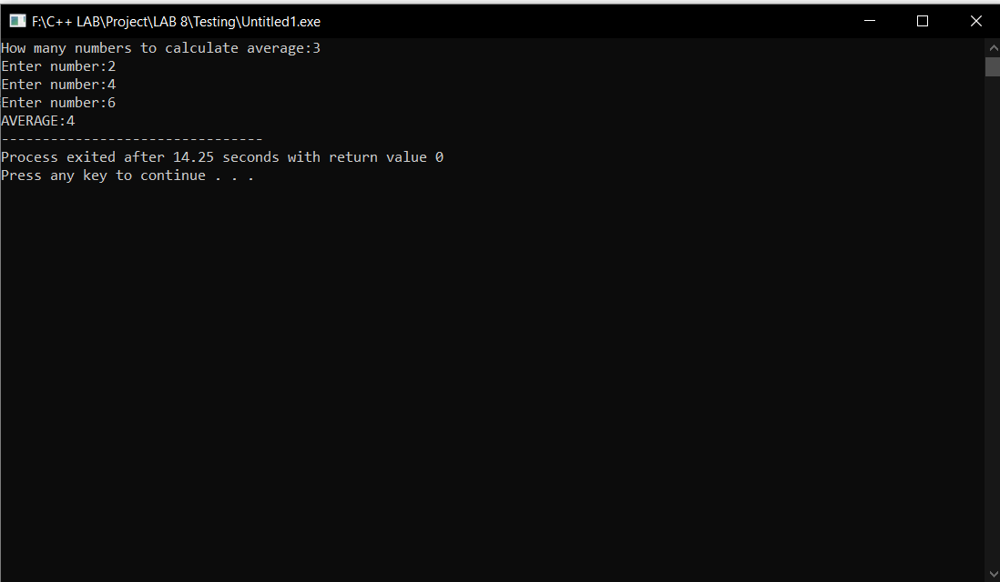 F:\C++ LAB\Project\LAB 8\Testing\Untitled1.exe
How many numbers to calculate average:3
Enter number:2
Enter number:4
Enter number:6
AVERAGE:4
--------------------------------
Process exited after 14.25 seconds with return value 0
Press any key to continue . . .